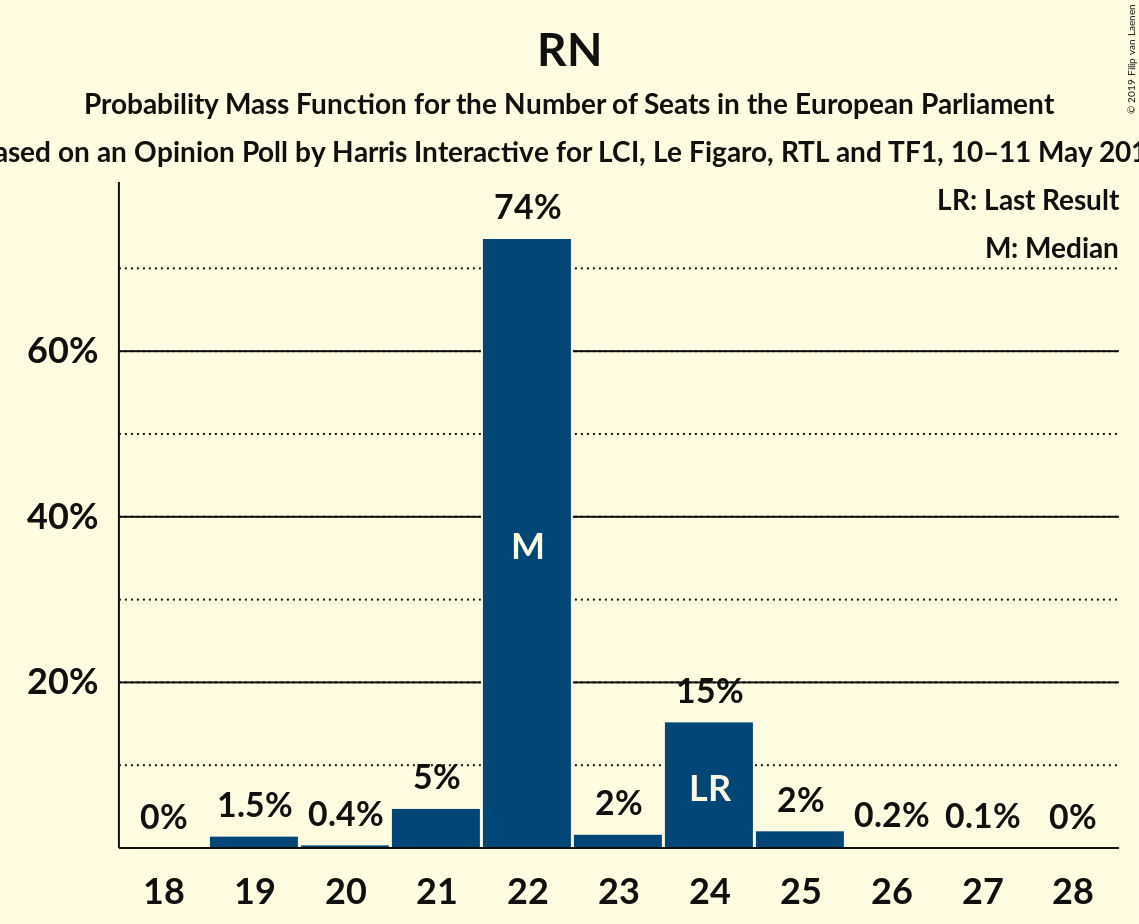 RN
Probability Mass Function for the Number of Seats in the European Parliament
ased on an Opinion Poll by Harris Interactive for LCI, Le Figaro, RTL and TF1, 10–11 May 201
© 2019 Filip van Laenen
LR: Last Result
M: Median
74%
60%
40%
20%
M
15%
LR
0%
1.5%
0.4%
5%
2%
2%
0.2%
0.1%
0%
18 19 20 21 22 23 24 25 26 27 28